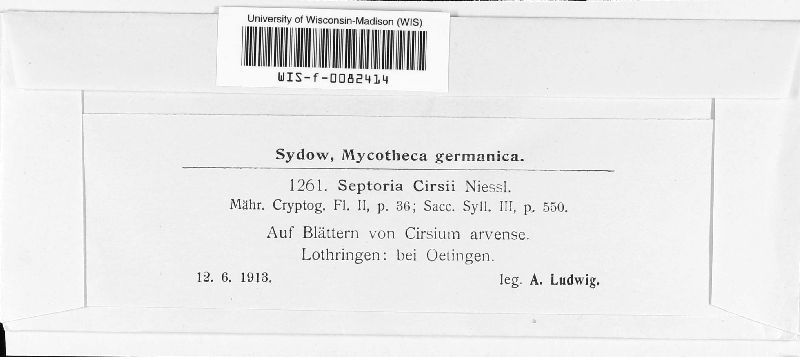 University of Wisconsin-Madison (WIS)
WIS-f-0082414
Sydow, Mycotheca germanica.
1261. Septoria Cirsii Niessl.
Mähr. Cryptog. Fl. II, p. 36; Sacc. Syll. III, p. 550.
Auf Blättern von Cirsium arvense.
Lothringen: bei Oetingen.
12. 6. 1913. leg. A. Ludwig.